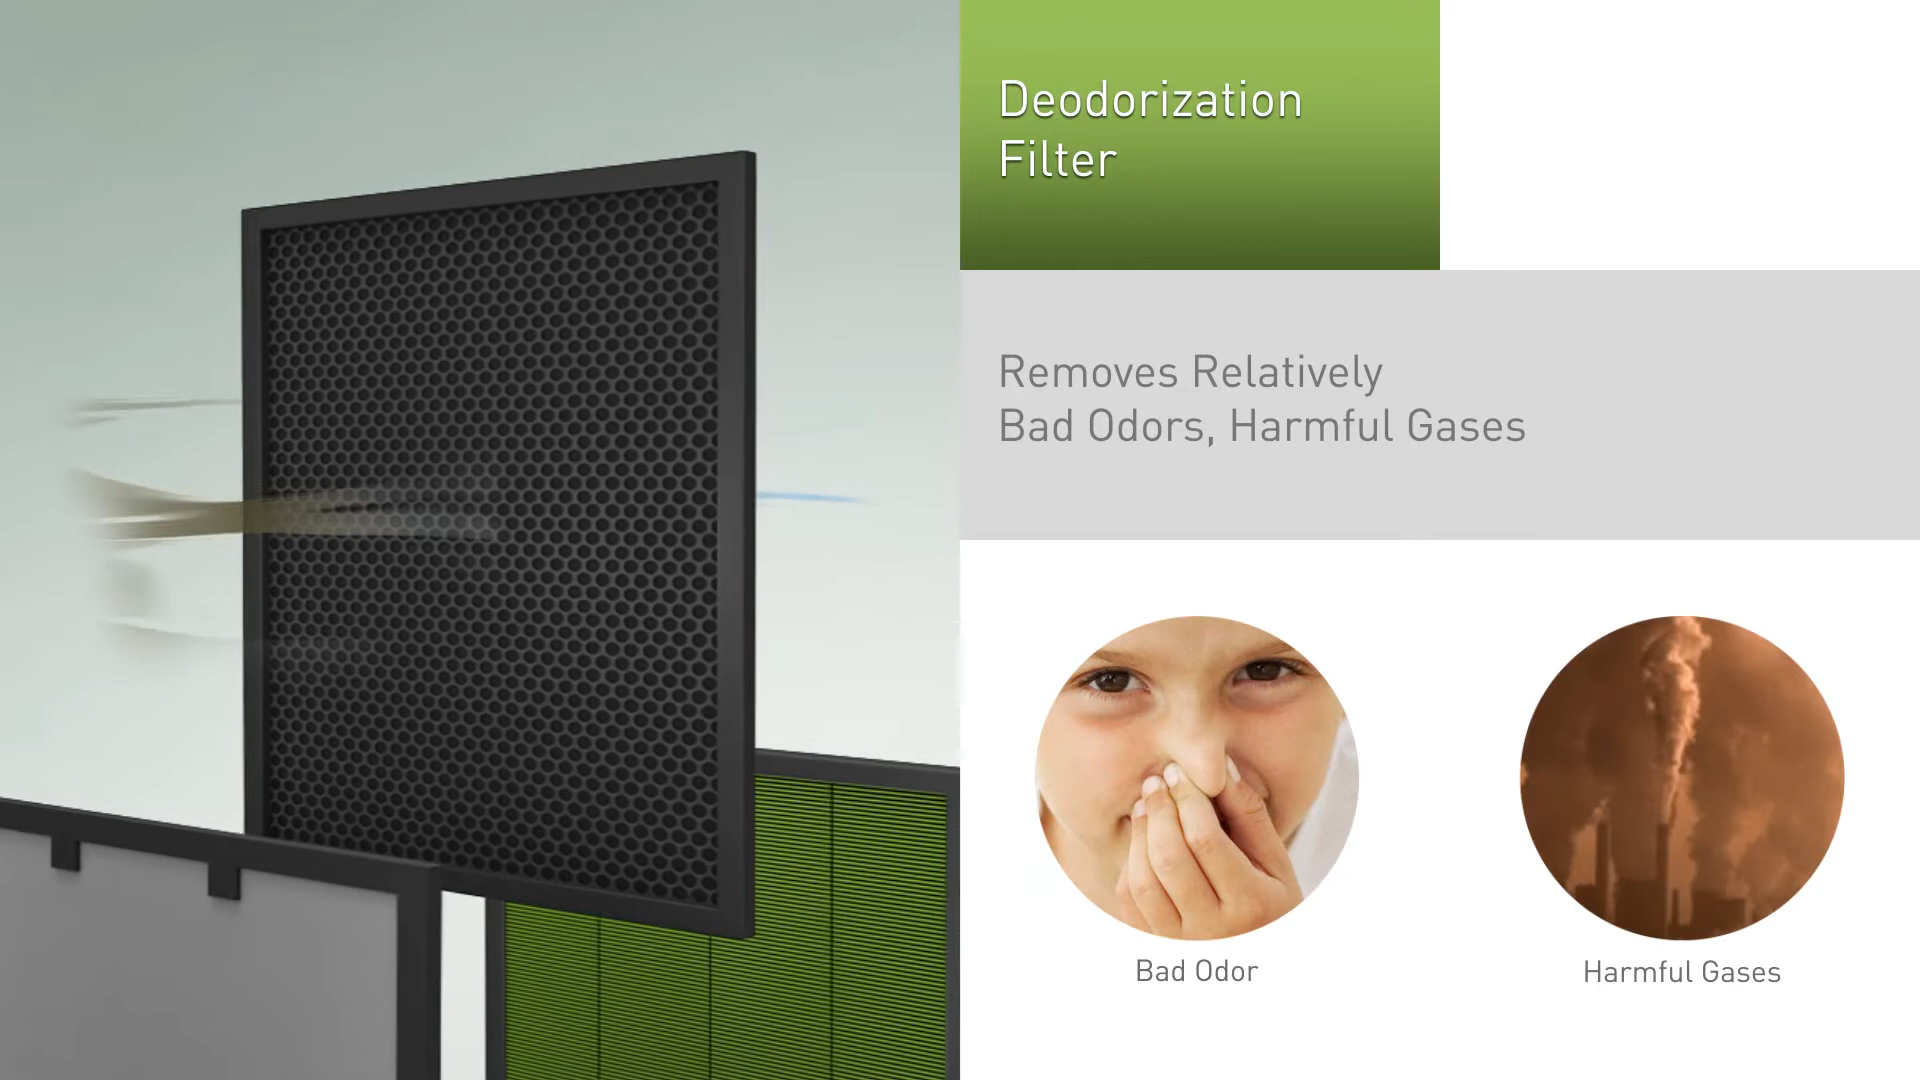 Deodorization
Filter
Removes Relatively
Bad Odors, Harmful Gases
Bad Odor
Harmful Gases